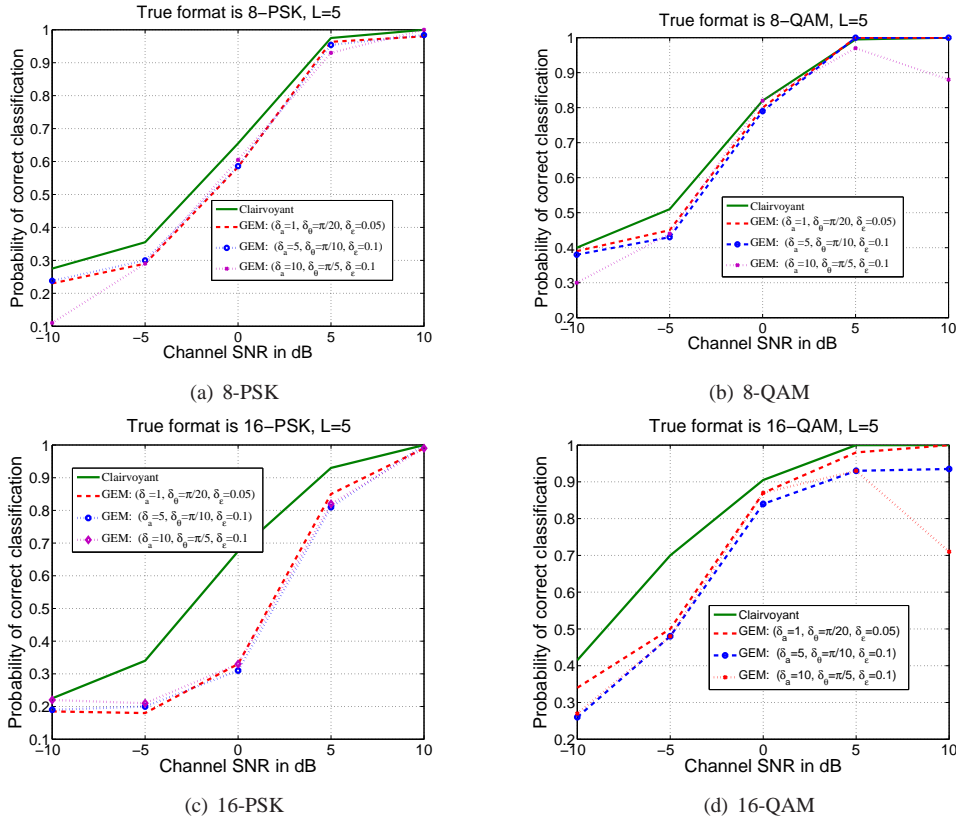 True format is 8−PSK, L=5
Probability of correct classification
1
0.9
0.8
0.7
0.6
0.5
0.4
0.3
0.2
0.1
Clairvoyant
GEM: (δa=1, δθ=π/20, δε=0.05)
GEM: (δa=5, δθ=π/10, δε=0.1)
GEM: (δa=10, δθ=π/5, δε=0.1
−10 −5 0 5 10
Channel SNR in dB
(a) 8-PSK
True format is 8−QAM, L=5
Probability of correct classification
1
0.9
0.8
0.7
0.6
0.5
0.4
0.3
0.2
Clairvoyant
GEM: (δa=1, δθ=π/20, δε=0.05)
GEM: (δa=5, δθ=π/10, δε=0.1
GEM: (δa=10, δθ=π/5, δε=0.1
−10 −5 0 5 10
Channel SNR in dB
(b) 8-QAM
True format is 16−PSK, L=5
Probability of correct classification
1
0.9
0.8
0.7
0.6
0.5
0.4
0.3
0.2
0.1
Clairvoyant
GEM: (δa=1, δθ=π/20, δε=0.05)
GEM: (δa=5, δθ=π/10, δε=0.1)
GEM: (δa=10, δθ=π/5, δε=0.1
−10 −5 0 5 10
Channel SNR in dB
(c) 16-PSK
True format is 16−QAM, L=5
Probability of correct classification
1
0.9
0.8
0.7
0.6
0.5
0.4
0.3
0.2
Clairvoyant
GEM: (δa=1, δθ=π/20, δε=0.05)
GEM: (δa=5, δθ=π/10, δε=0.1)
GEM: (δa=10, δθ=π/5, δε=0.1)
−10 −5 0 5 10
Channel SNR in dB
(d) 16-QAM